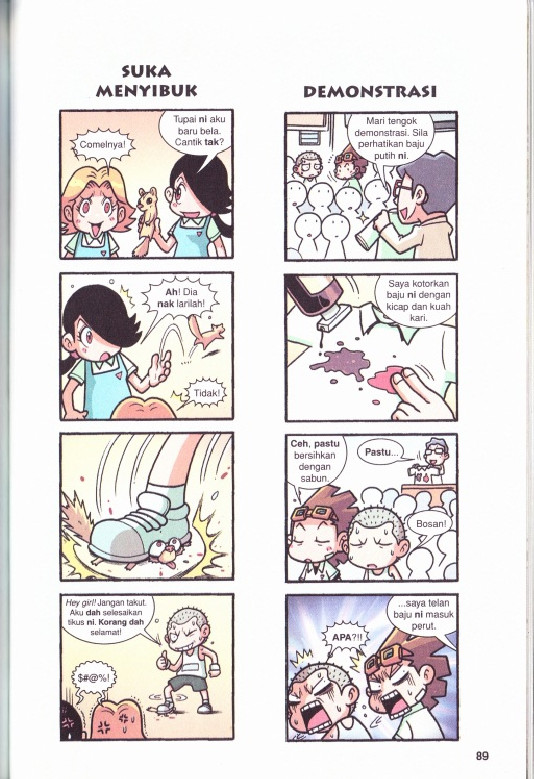 SUKA
MENYIBUK
Comelnya!
Tupai ni aku
baru bela.
Cantik tak?
Ah! Dia
nak larilah!
Tidak!
Hey girl! Jangan takut.
Aku dah selesaikan
tikus ni. Korang dah
selamat!
$#@%!
DEMONSTRASI
Mari tengok
demonstrasi. Sila
perhatikan baju
putih ni.
Saya kotorkan
baju ni dengan
kicap dan kuah
kari.
Ceh, pastu
bersihkan
dengan
sabun.
Pastu...
Bosan!
APA?!!
...saya telan
baju ni masuk
perut.
89